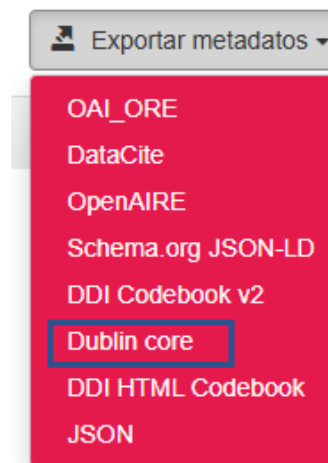 Exportar metadatos
OAI_ORE
DataCite
OpenAIRE
Schema.org JSON-LD
DDI Codebook v2
Dublin core
DDI HTML Codebook
JSON